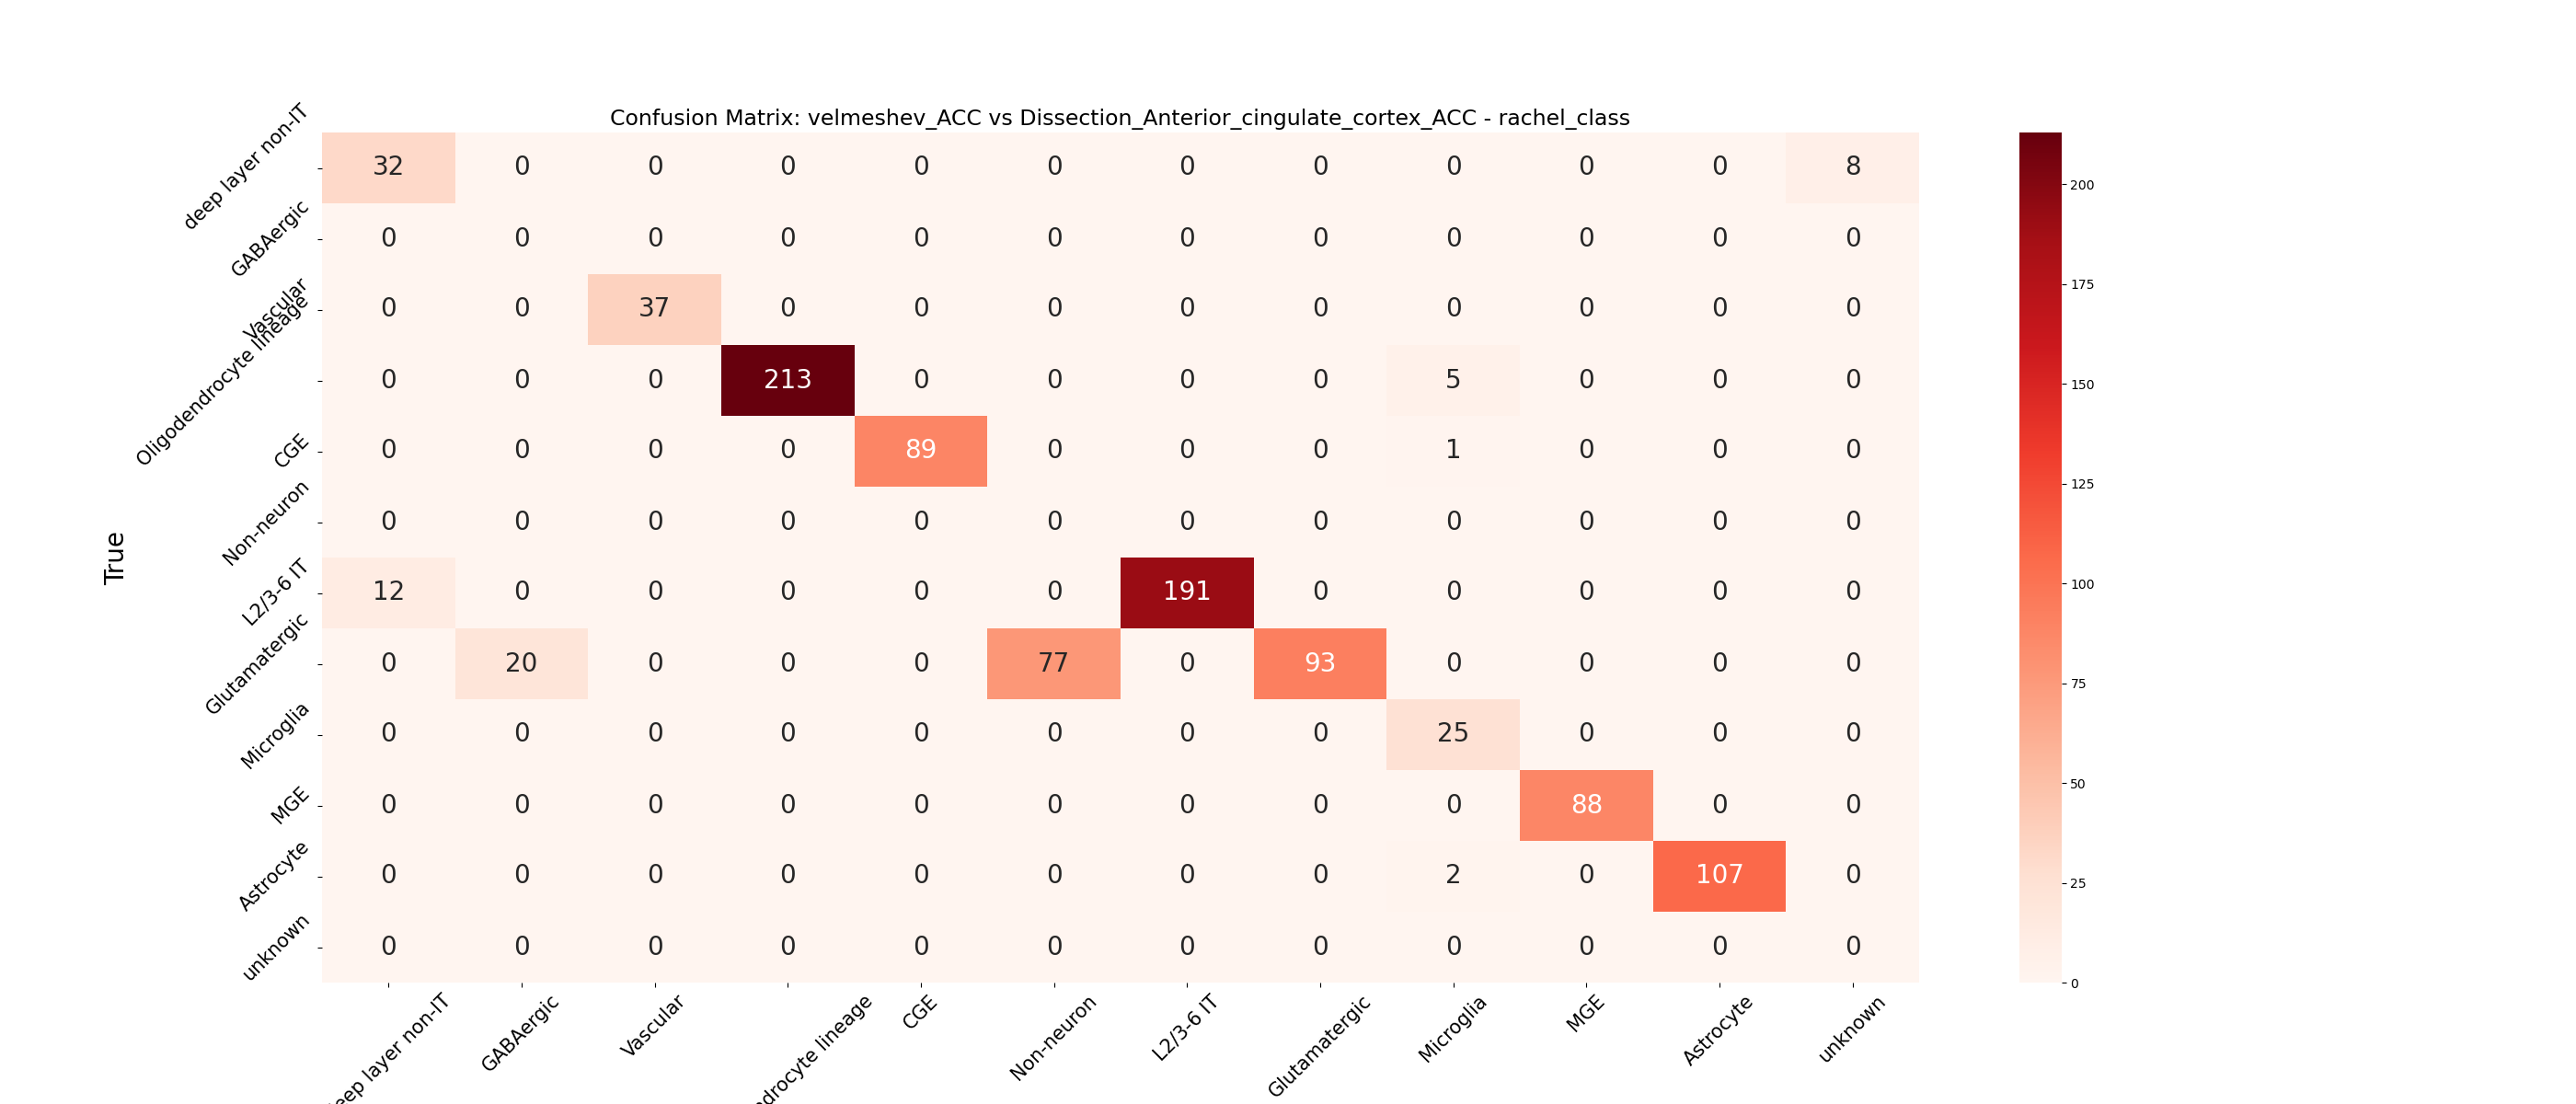 Confusion Matrix: velmeshev_ACC vs Dissection_Anterior_cingulate_cortex_ACC - rachel_class
True
deep layer non-IT 32 0 0 0 0 0 0 0 0 0 0 8
GABAergic 0 0 0 0 0 0 0 0 0 0 0 0
Vascular 0 0 37 0 0 0 0 0 0 0 0 0
Oligodendrocyte lineage 0 0 0 213 0 0 0 0 5 0 0 0
CGE 0 0 0 0 89 0 0 0 1 0 0 0
Non-neuron 0 0 0 0 0 0 0 0 0 0 0 0
L2/3-6 IT 12 0 0 0 0 0 191 0 0 0 0 0
Glutamatergic 0 20 0 0 0 77 0 93 0 0 0 0
Microglia 0 0 0 0 0 0 0 0 25 0 0 0
MGE 0 0 0 0 0 0 0 0 0 88 0 0
Astrocyte 0 0 0 0 0 0 0 0 2 0 107 0
unknown 0 0 0 0 0 0 0 0 0 0 0 0
eep layer non-IT
GABAergic
Vascular
ndrocyte lineage
CGE
Non-neuron
L2/3-6 IT
Glutamatergic
Microglia
MGE
Astrocyte
unknown
200
175
150
125
100
75
50
25
0